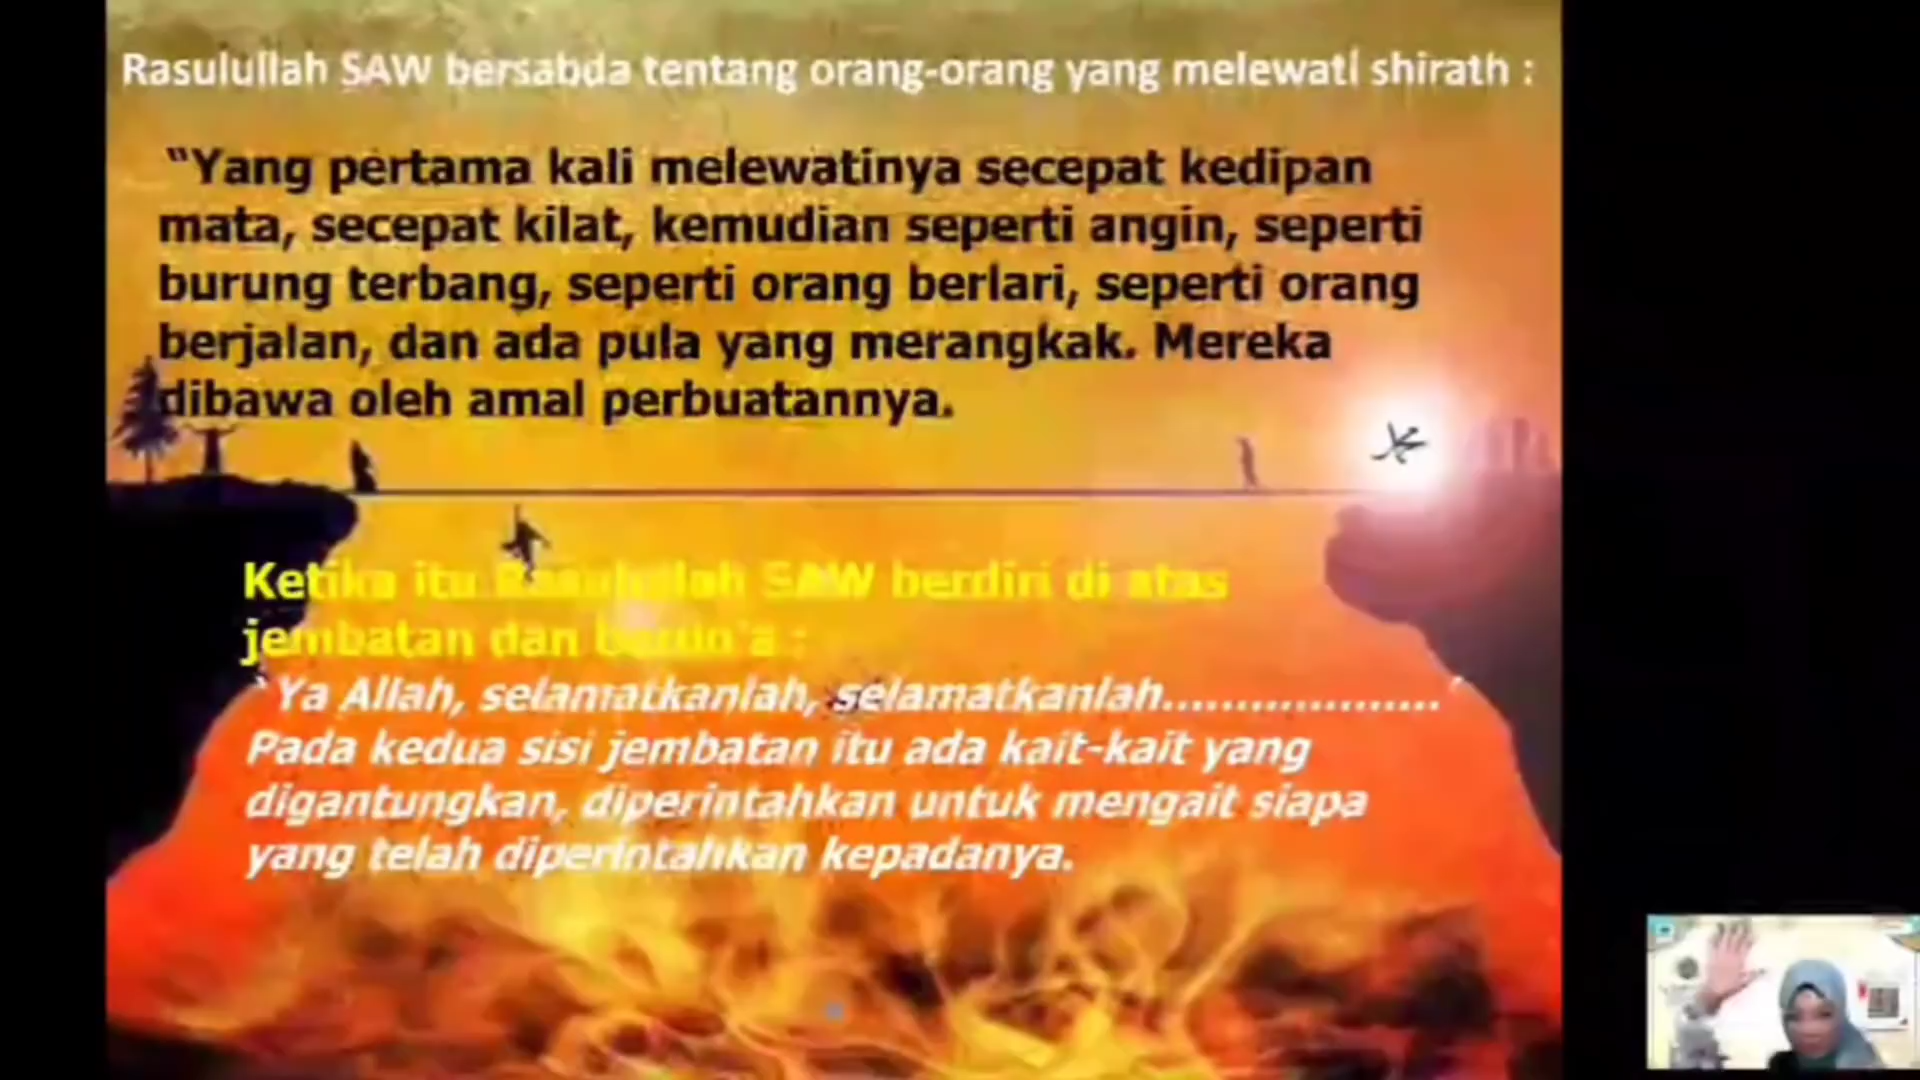 Rasulullah SAW bersabda tentang orang-orang yang melewati shirath :
“Yang pertama kali melewatinya secepat kedipan
mata, secepat kilat, kemudian seperti angin, seperti
burung terbang, seperti orang berlari, seperti orang
berjalan, dan ada pula yang merangkak. Mereka
dibawa oleh amal perbuatannya.
Ketika itu Rasulullah SAW berdiri di atas
jembatan dan berdo'a :
`Ya Allah, selamatkanlah, selamatkanlah...................’
Pada kedua sisi jembatan itu ada kait-kait yang
digantungkan, diperintahkan untuk mengait siapa
yang telah diperintahkan kepadanya.